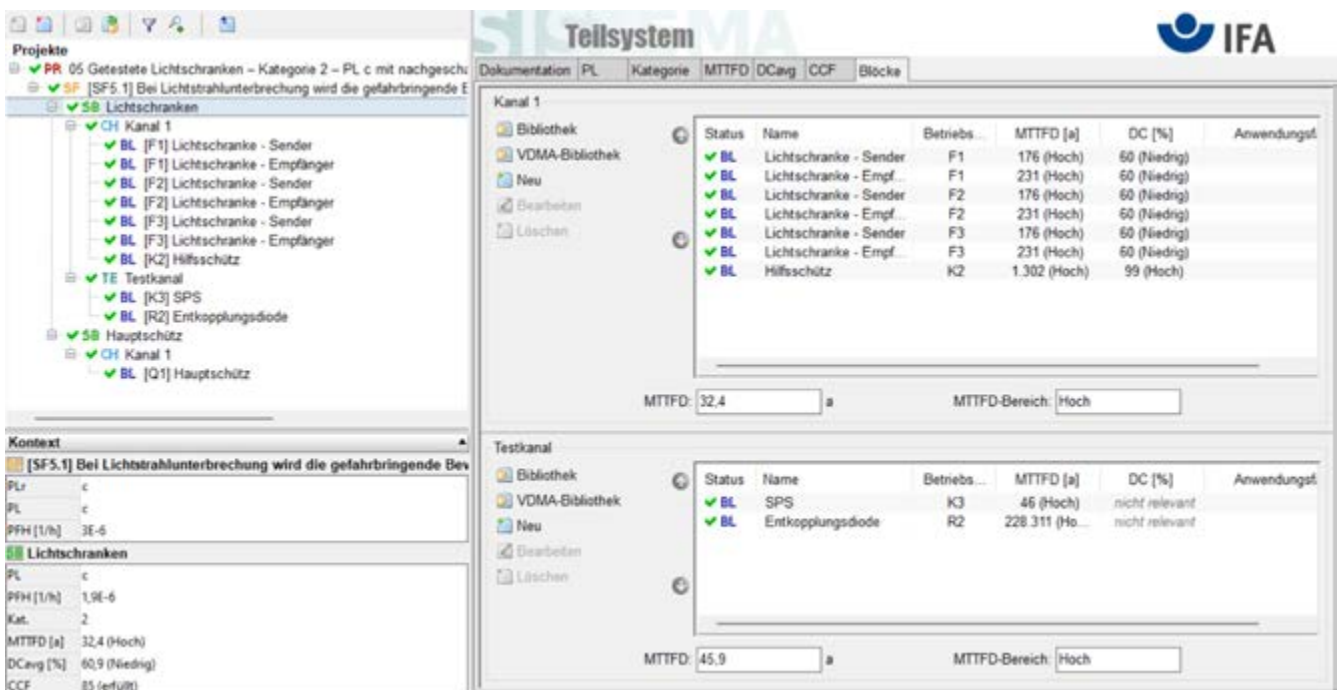 Projekte
PR 05 Getestete Lichtschranken – Kategorie 2 – PL c mit nachgeschu
SF [SF5.1] Bei Lichtstrahlunterbrechung wird die gefahrbringende B
SB Lichtschranken
CH Kanal 1
BL [F1] Lichtschranke - Sender
BL [F1] Lichtschranke - Empfänger
BL [F2] Lichtschranke - Sender
BL [F2] Lichtschranke - Empfänger
BL [F3] Lichtschranke - Sender
BL [F3] Lichtschranke - Empfänger
BL [K2] Hilfsschütz
TE Testkanal
BL [K3] SPS
BL [R2] Entkopplungsdiode
SB Hauptschütz
CH Kanal 1
BL [Q1] Hauptschütz
Kontext
[SF5.1] Bei Lichtstrahlunterbrechung wird die gefahrbringende Bew
PLr c
PL c
PFH [1/h] 3E-6
SB Lichtschranken
PL c
PFH [1/h] 1,9E-6
Kat. 2
MTTFD [a] 32,4 (Hoch)
DCavg [%] 60,9 (Niedrig)
CCF 85 (erfüllt)
SISTEMA
Teilsystem
IFA
Dokumentation PL Kategorie MTTFD DCavg CCF Blöcke
Kanal 1
Bibliothek
VDMA-Bibliothek
Neu
Bearbeiten
Löschen
Status Name Betriebs... MTTFD [a] DC [%] Anwendungsf
BL Lichtschranke - Sender F1 176 (Hoch) 60 (Niedrig)
BL Lichtschranke - Empf... F1 231 (Hoch) 60 (Niedrig)
BL Lichtschranke - Sender F2 176 (Hoch) 60 (Niedrig)
BL Lichtschranke - Empf... F2 231 (Hoch) 60 (Niedrig)
BL Lichtschranke - Sender F3 176 (Hoch) 60 (Niedrig)
BL Lichtschranke - Empf... F3 231 (Hoch) 60 (Niedrig)
BL Hilfsschütz K2 1.302 (Hoch) 99 (Hoch)
MTTFD: 32,4 a MTTFD-Bereich: Hoch
Testkanal
Bibliothek
VDMA-Bibliothek
Neu
Bearbeiten
Löschen
Status Name Betriebs... MTTFD [a] DC [%] Anwendungsf
BL SPS K3 46 (Hoch) nicht relevant
BL Entkopplungsdiode R2 228.311 (Ho... nicht relevant
MTTFD: 45,9 a MTTFD-Bereich: Hoch